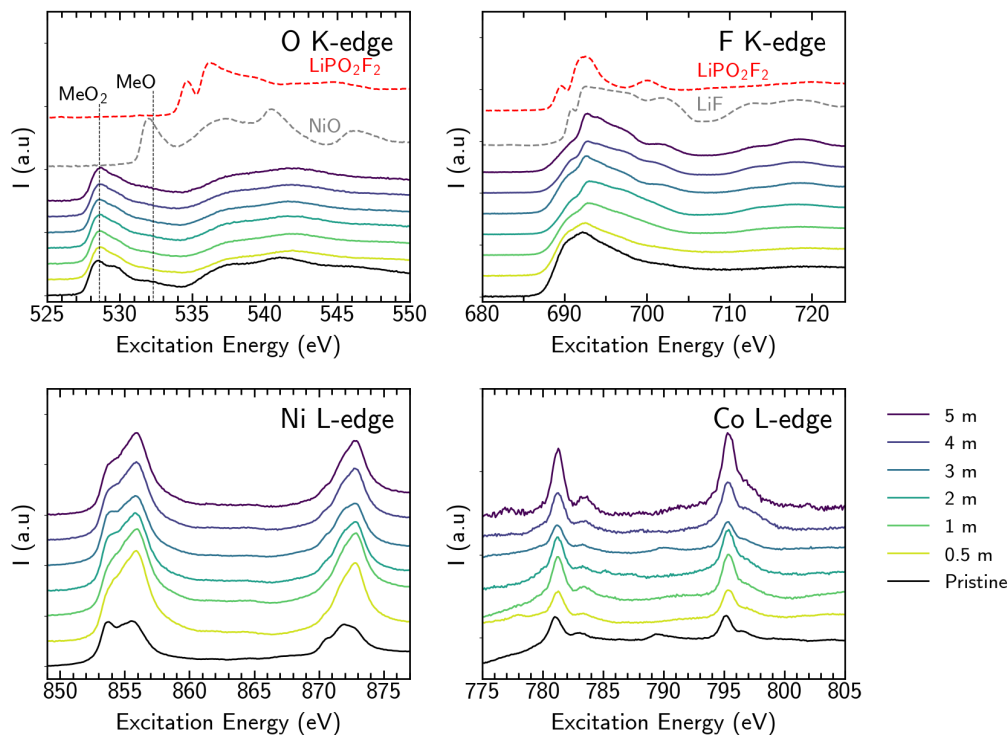 O K-edge
LiPO₂F₂
MeO
MeO₂
NiO
I (a.u)
525 530 535 540 545 550
Excitation Energy (eV)
F K-edge
LiPO₂F₂
LiF
I (a.u)
680 690 700 710 720
Excitation Energy (eV)
Ni L-edge
I (a.u)
850 855 860 865 870 875
Excitation Energy (eV)
Co L-edge
I (a.u)
775 780 785 790 795 800 805
Excitation Energy (eV)
5 m
4 m
3 m
2 m
1 m
0.5 m
Pristine